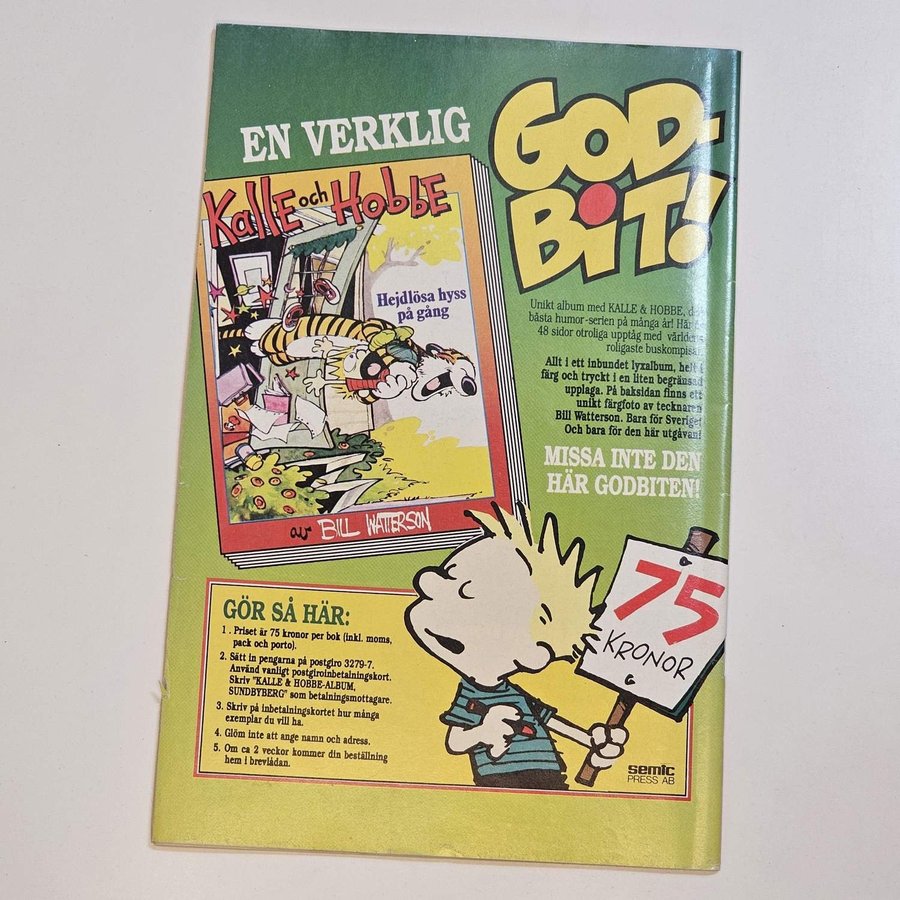 EN VERKLIG
GOD-
BIT!
Kalle och Hobbe
Hejdlösa hyss
på gång
av BILL WATTERSON
Unikt album med KALLE & HOBBE,
bästa humor-serien på många år! Här
48 sidor otroliga upptåg med världens
roligaste buskompisar.
Allt i ett inbundet lyxalbum, helt i
färg och tryckt i en liten begränsad
upplaga. På baksidan finns ett
unikt färgfoto av tecknaren
Bill Watterson. Bara för Sverige!
Och bara för den här utgåvan!
MISSA INTE DEN
HÄR GODBITEN!
75
KRONOR
GÖR SÅ HÄR:
1. Priset är 75 kronor per bok (inkl. moms,
pack och porto).
2. Sätt in pengarna på postgiro 3279-7.
Använd vanligt postgiroinbetalningskort.
Skriv "KALLE & HOBBE-ALBUM,
SUNDBYBERG" som betalningsmottagare.
3. Skriv på inbetalningskortet hur många
exemplar du vill ha.
4. Glöm inte att ange namn och adress.
5. Om ca 2 veckor kommer din beställning
hem i brevlådan.
semic
PRESS AB